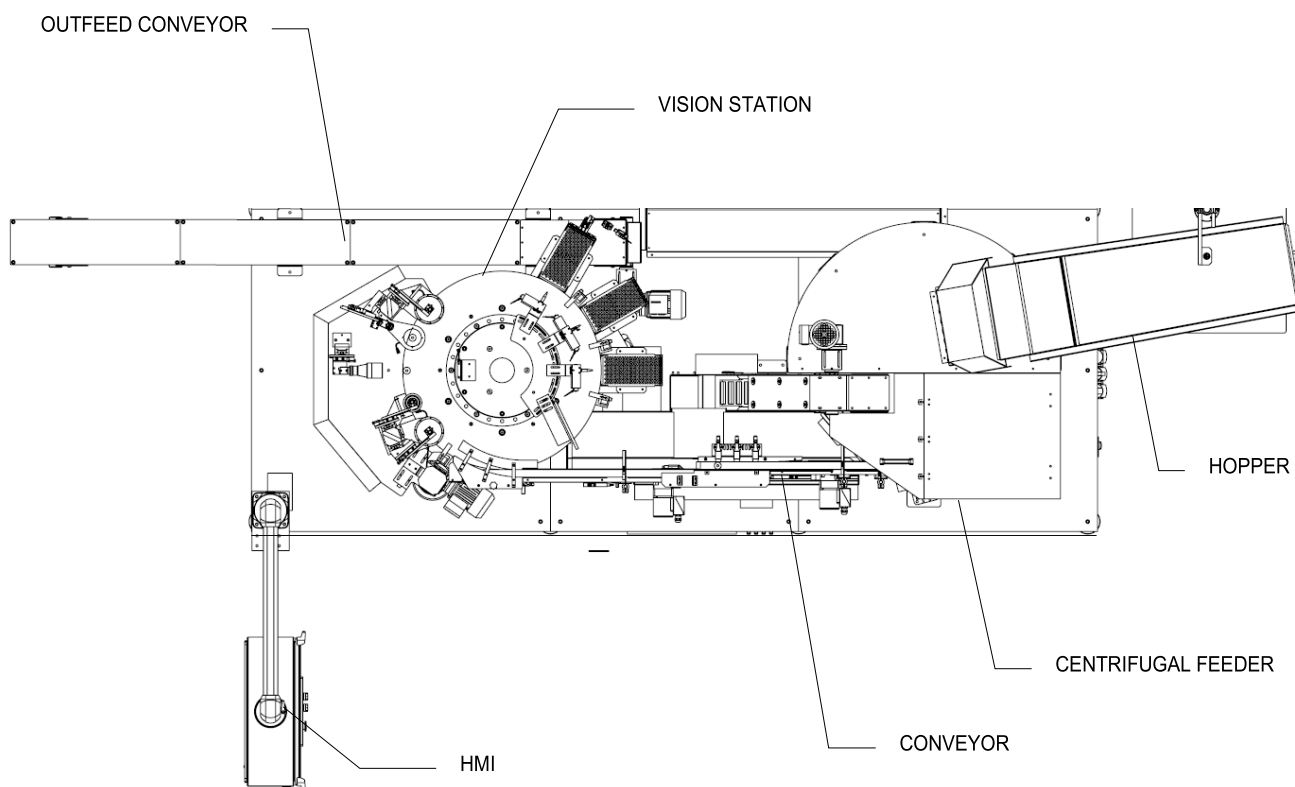 OUTFEED CONVEYOR
VISION STATION
HOPPER
CENTRIFUGAL FEEDER
CONVEYOR
HMI